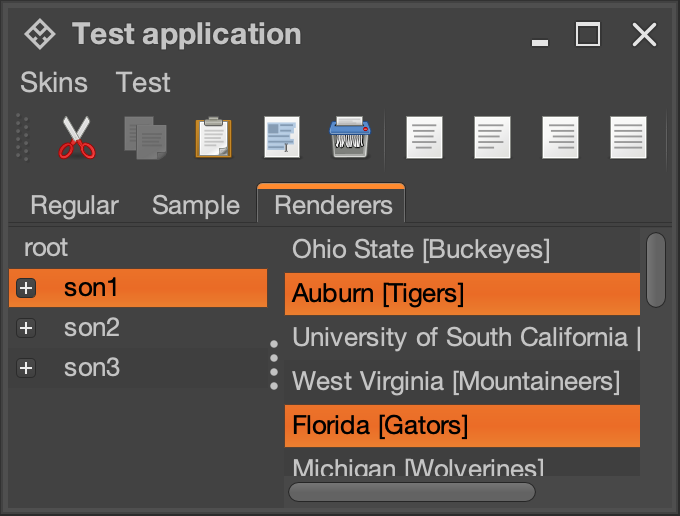 Test application
Skins Test
Regular Sample Renderers
root
son1
son2
son3
Ohio State [Buckeyes]
Auburn [Tigers]
University of South California [
West Virginia [Mountaineers]
Florida [Gators]
Michigan [Wolverines]